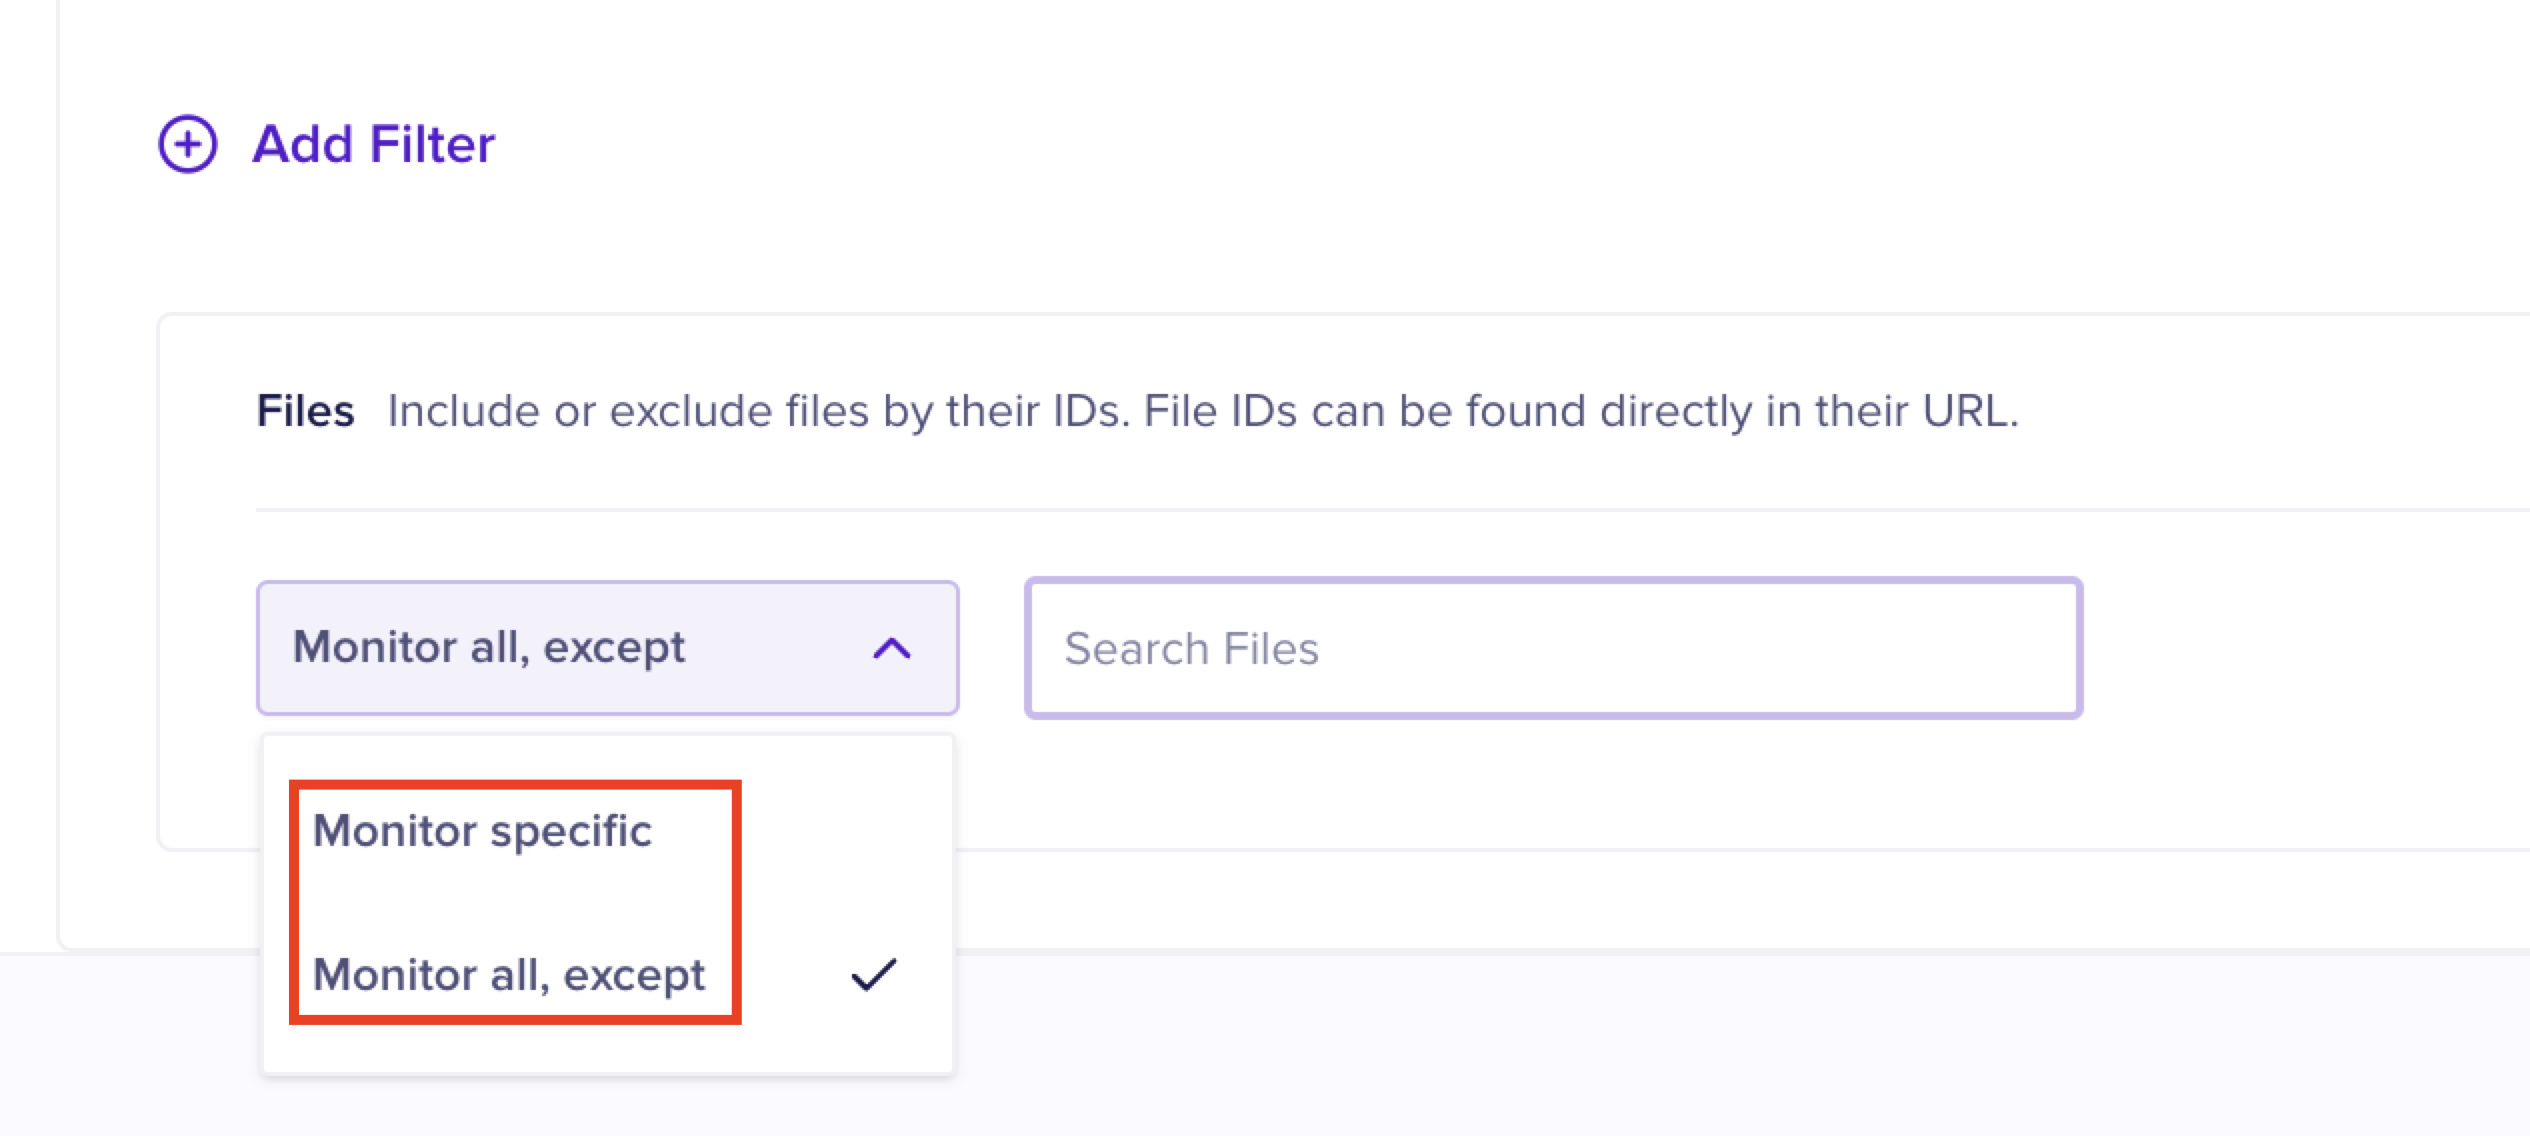 Add Filter
Files Include or exclude files by their IDs. File IDs can be found directly in their URL.
Monitor all, except
Search Files
Monitor specific
Monitor all, except